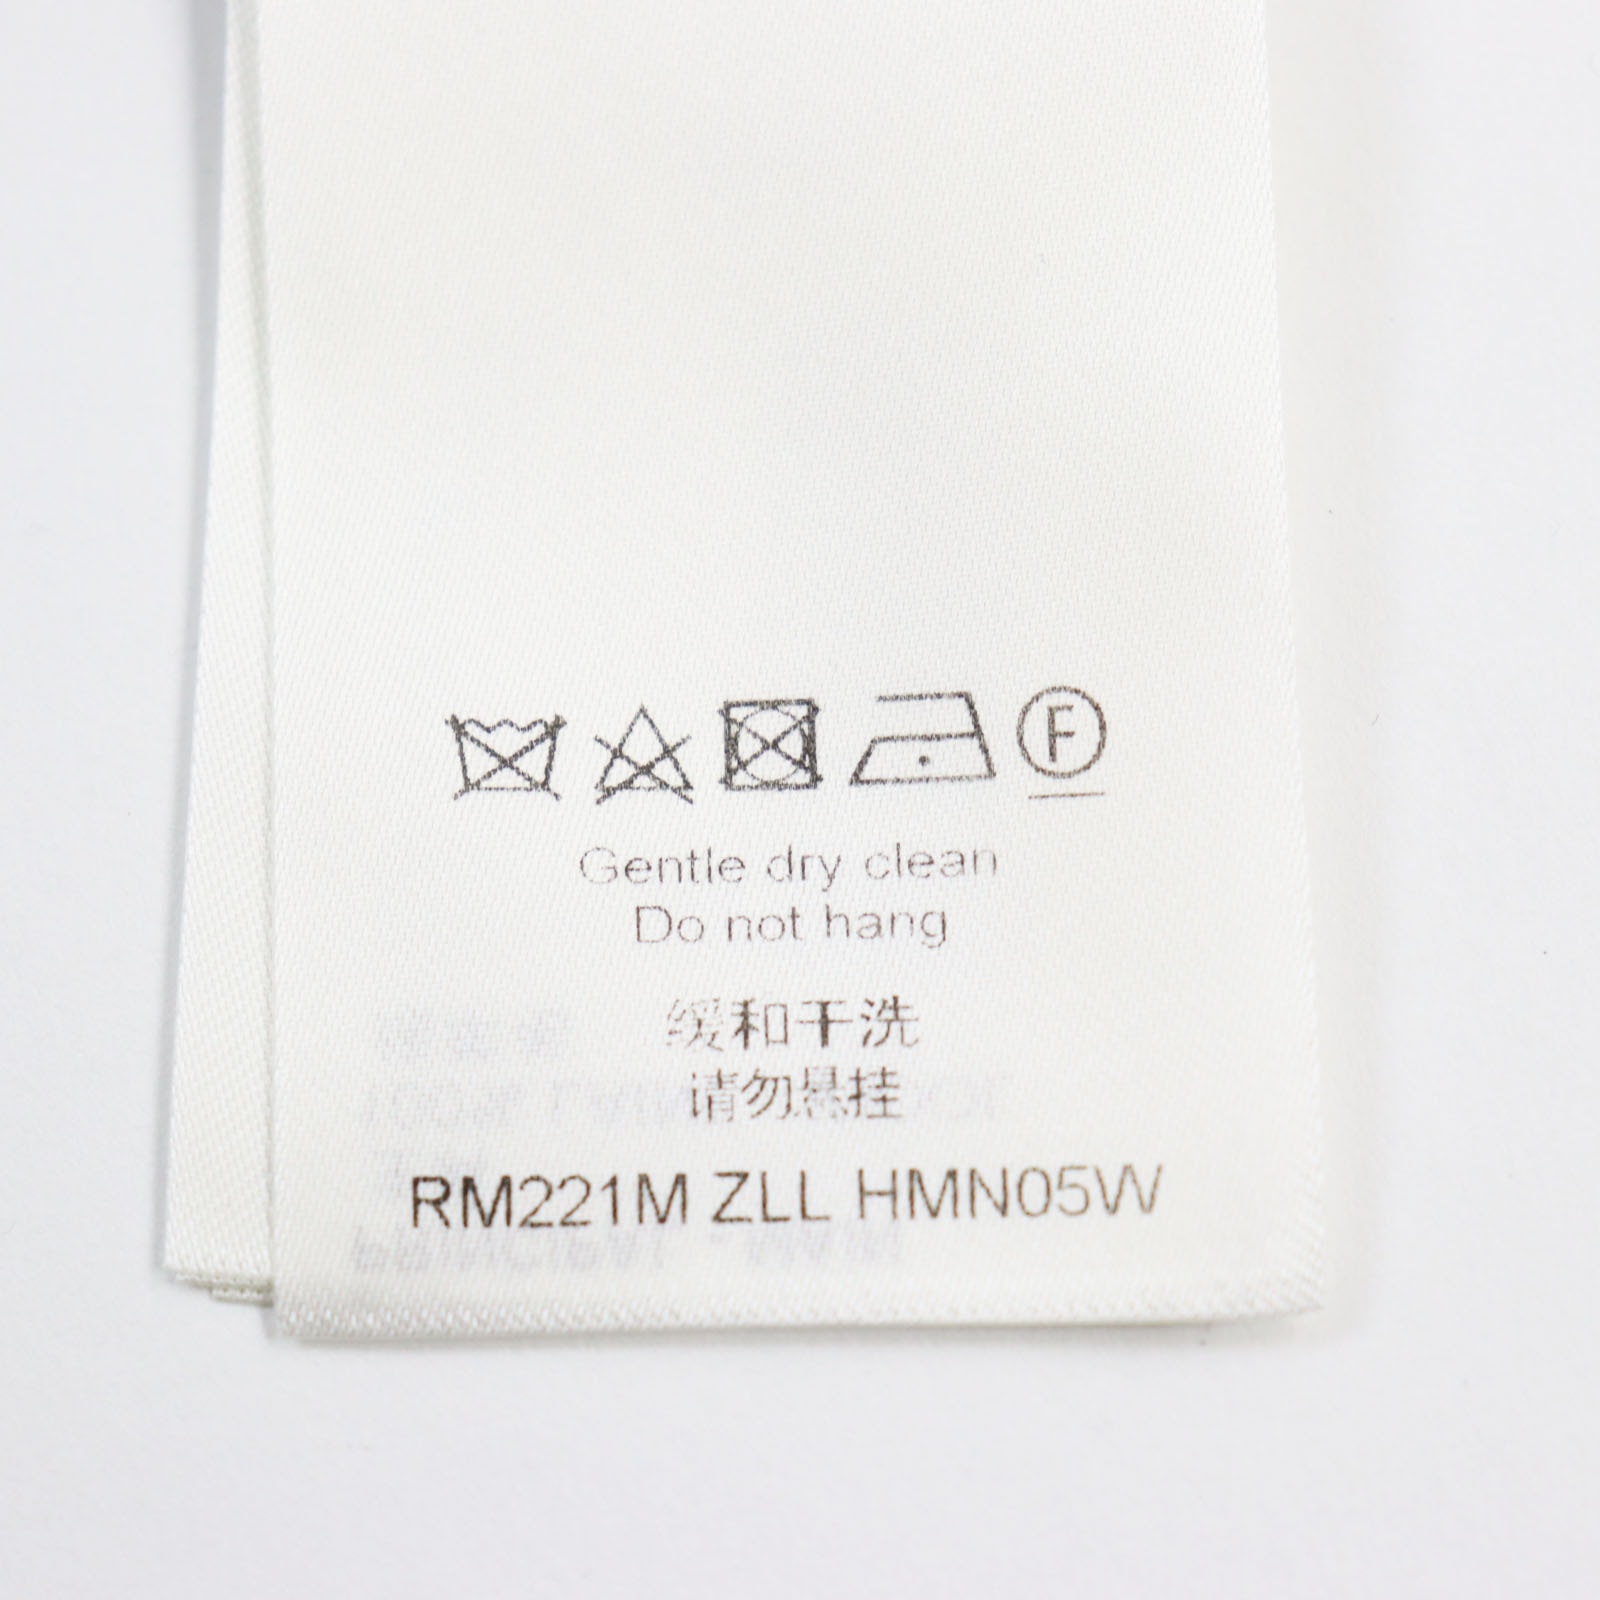 F
Gentle dry clean
Do not hang
缓和干洗
请勿悬挂
RM221M ZLL HMN05W